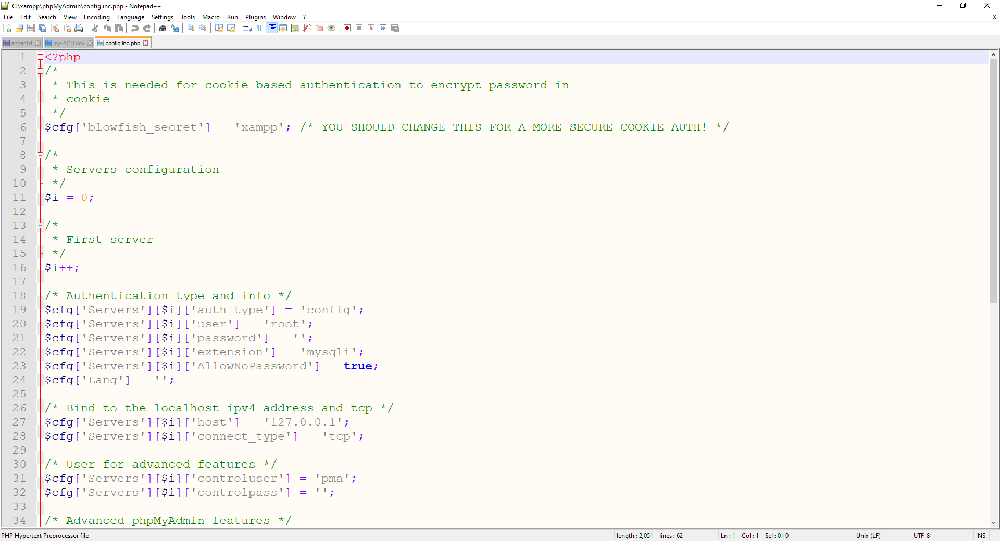 C:\xampp\phpMyAdmin\config.inc.php - Notepad++
File Edit Search View Encoding Language Settings Tools Macro Run Plugins Window ? X
anger.txt my-2019.csv config.inc.php
1 <?php
2 /*
3  * This is needed for cookie based authentication to encrypt password in
4  * cookie
5  */
6 $cfg['blowfish_secret'] = 'xampp'; /* YOU SHOULD CHANGE THIS FOR A MORE SECURE COOKIE AUTH! */
7
8 /*
9  * Servers configuration
10  */
11 $i = 0;
12
13 /*
14  * First server
15  */
16 $i++;
17
18 /* Authentication type and info */
19 $cfg['Servers'][$i]['auth_type'] = 'config';
20 $cfg['Servers'][$i]['user'] = 'root';
21 $cfg['Servers'][$i]['password'] = '';
22 $cfg['Servers'][$i]['extension'] = 'mysqli';
23 $cfg['Servers'][$i]['AllowNoPassword'] = true;
24 $cfg['Lang'] = '';
25
26 /* Bind to the localhost ipv4 address and tcp */
27 $cfg['Servers'][$i]['host'] = '127.0.0.1';
28 $cfg['Servers'][$i]['connect_type'] = 'tcp';
29
30 /* User for advanced features */
31 $cfg['Servers'][$i]['controluser'] = 'pma';
32 $cfg['Servers'][$i]['controlpass'] = '';
33
34 /* Advanced phpMyAdmin features */
PHP Hypertext Preprocessor file length : 2,051 lines : 62 Ln : 1 Col : 1 Sel : 0 | 0 Unix (LF) UTF-8 INS